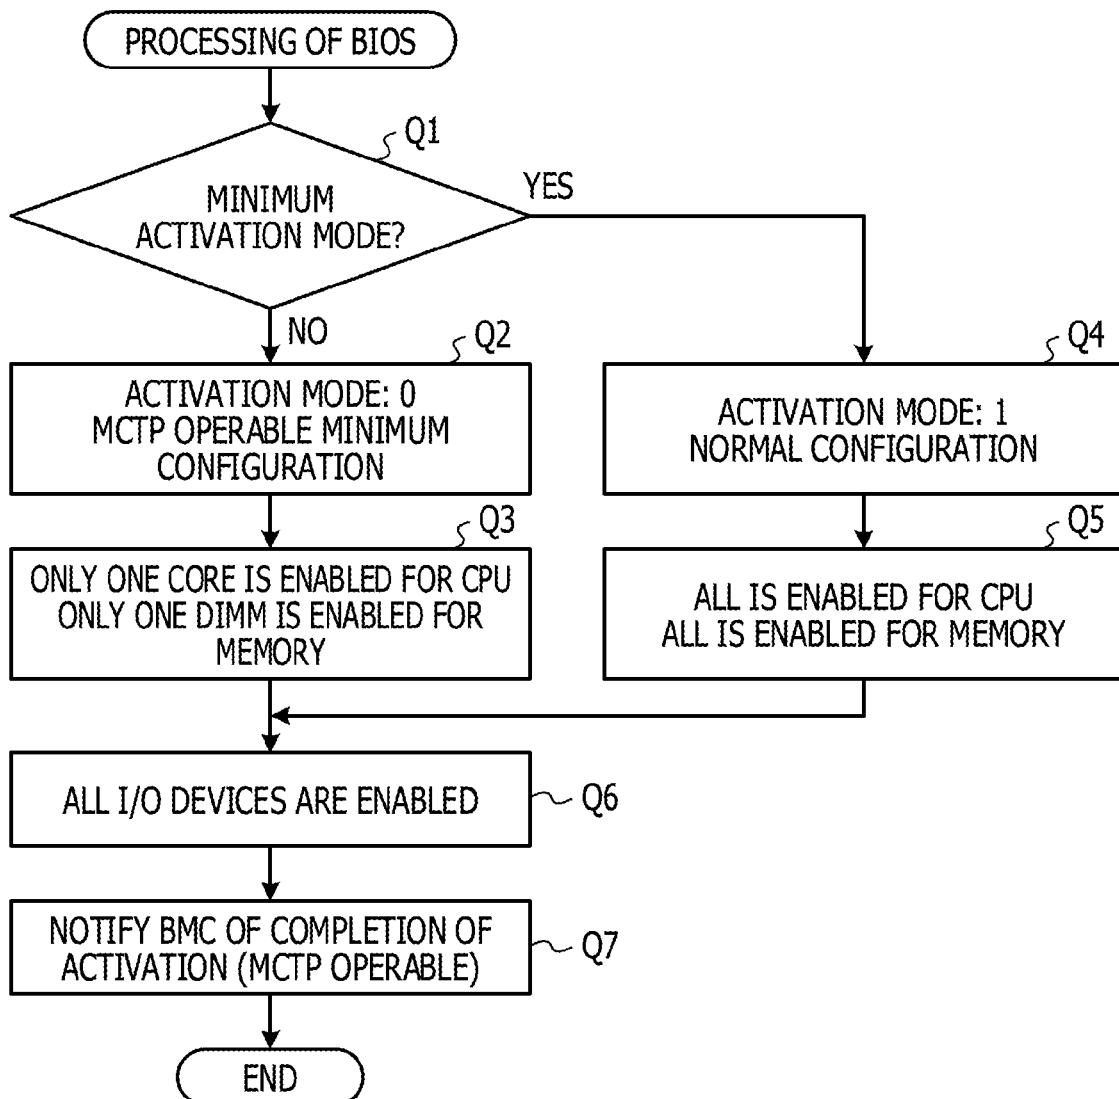 PROCESSING OF BIOS
Q1
MINIMUM
ACTIVATION MODE?
YES
NO
Q2
ACTIVATION MODE: 0
MCTP OPERABLE MINIMUM
CONFIGURATION
Q4
ACTIVATION MODE: 1
NORMAL CONFIGURATION
Q3
ONLY ONE CORE IS ENABLED FOR CPU
ONLY ONE DIMM IS ENABLED FOR
MEMORY
Q5
ALL IS ENABLED FOR CPU
ALL IS ENABLED FOR MEMORY
ALL I/O DEVICES ARE ENABLED
Q6
NOTIFY BMC OF COMPLETION OF
ACTIVATION (MCTP OPERABLE)
Q7
END